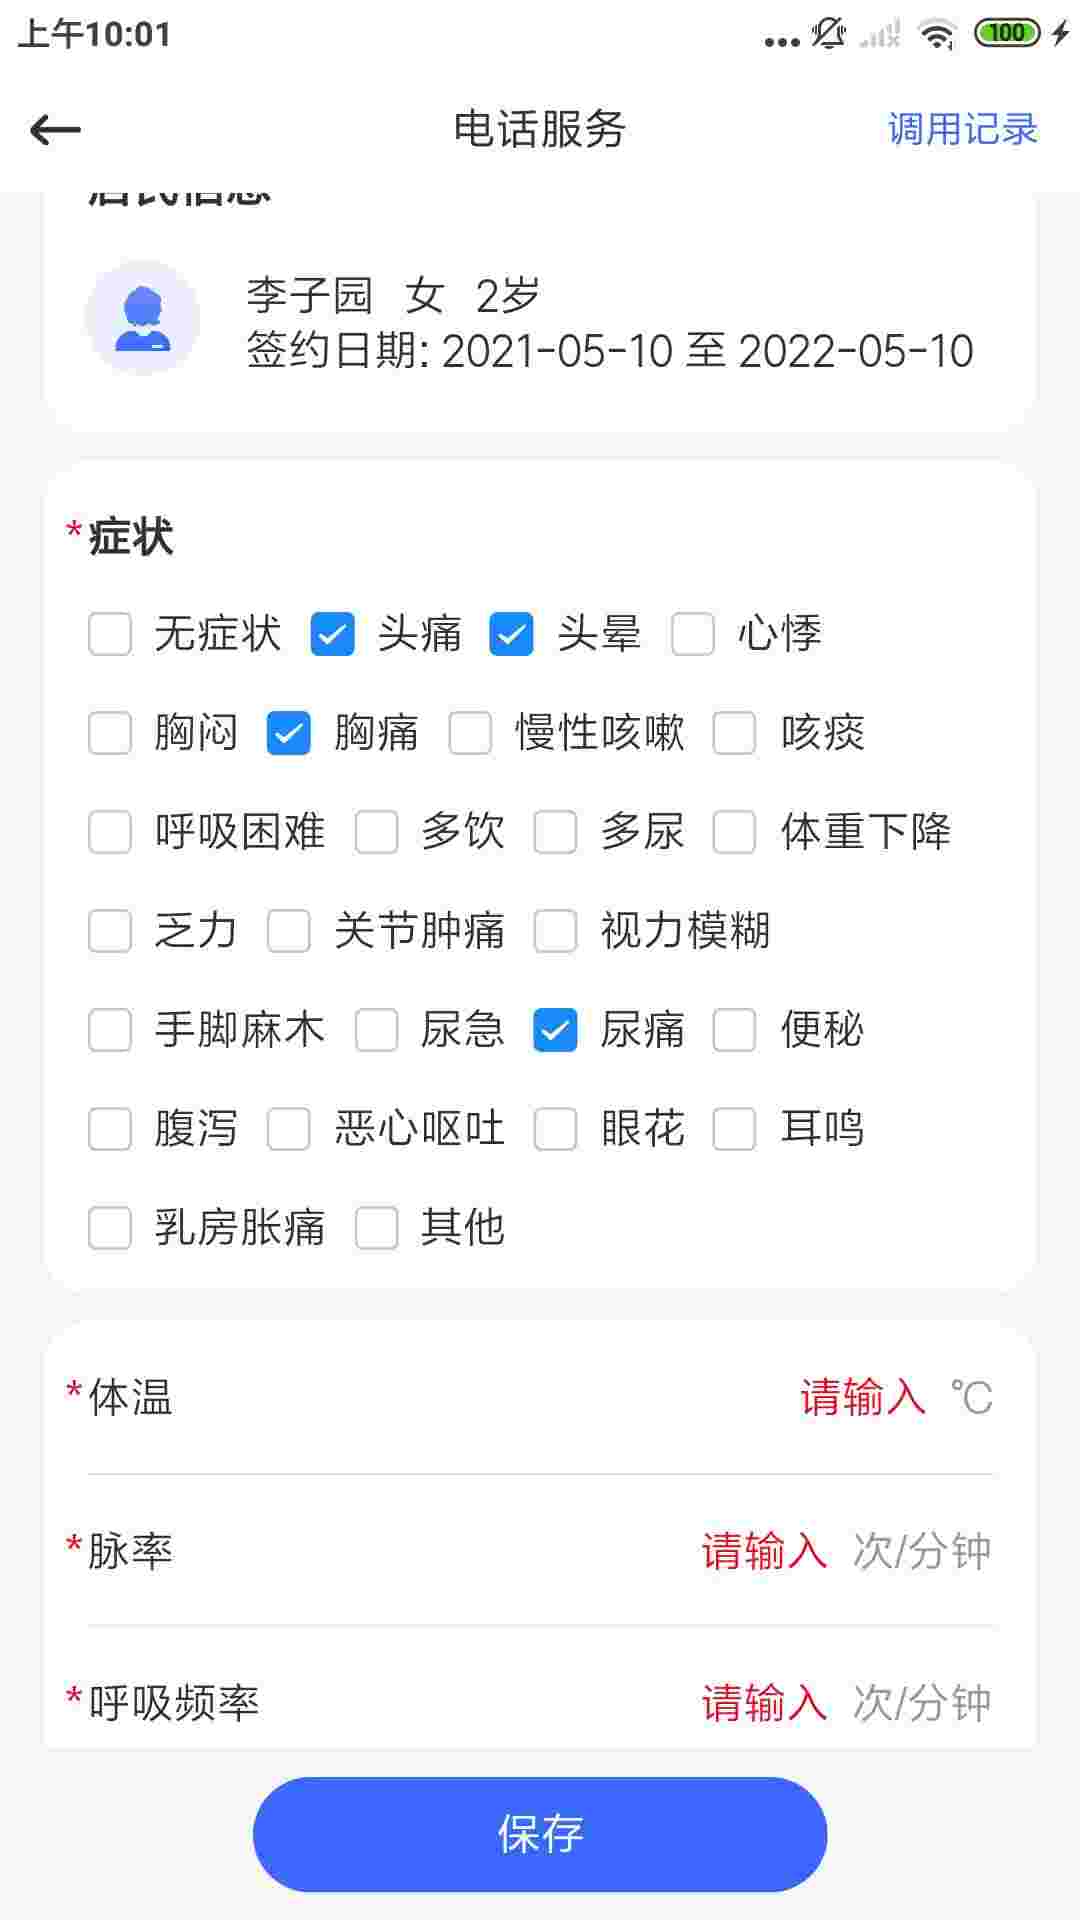 上午10:01
100
电话服务
调用记录
居民信息
李子园 女 2岁
签约日期: 2021-05-10 至 2022-05-10
*症状
无症状 头痛 头晕 心悸
胸闷 胸痛 慢性咳嗽 咳痰
呼吸困难 多饮 多尿 体重下降
乏力 关节肿痛 视力模糊
手脚麻木 尿急 尿痛 便秘
腹泻 恶心呕吐 眼花 耳鸣
乳房胀痛 其他
*体温 请输入 ℃
*脉率 请输入 次/分钟
*呼吸频率 请输入 次/分钟
保存